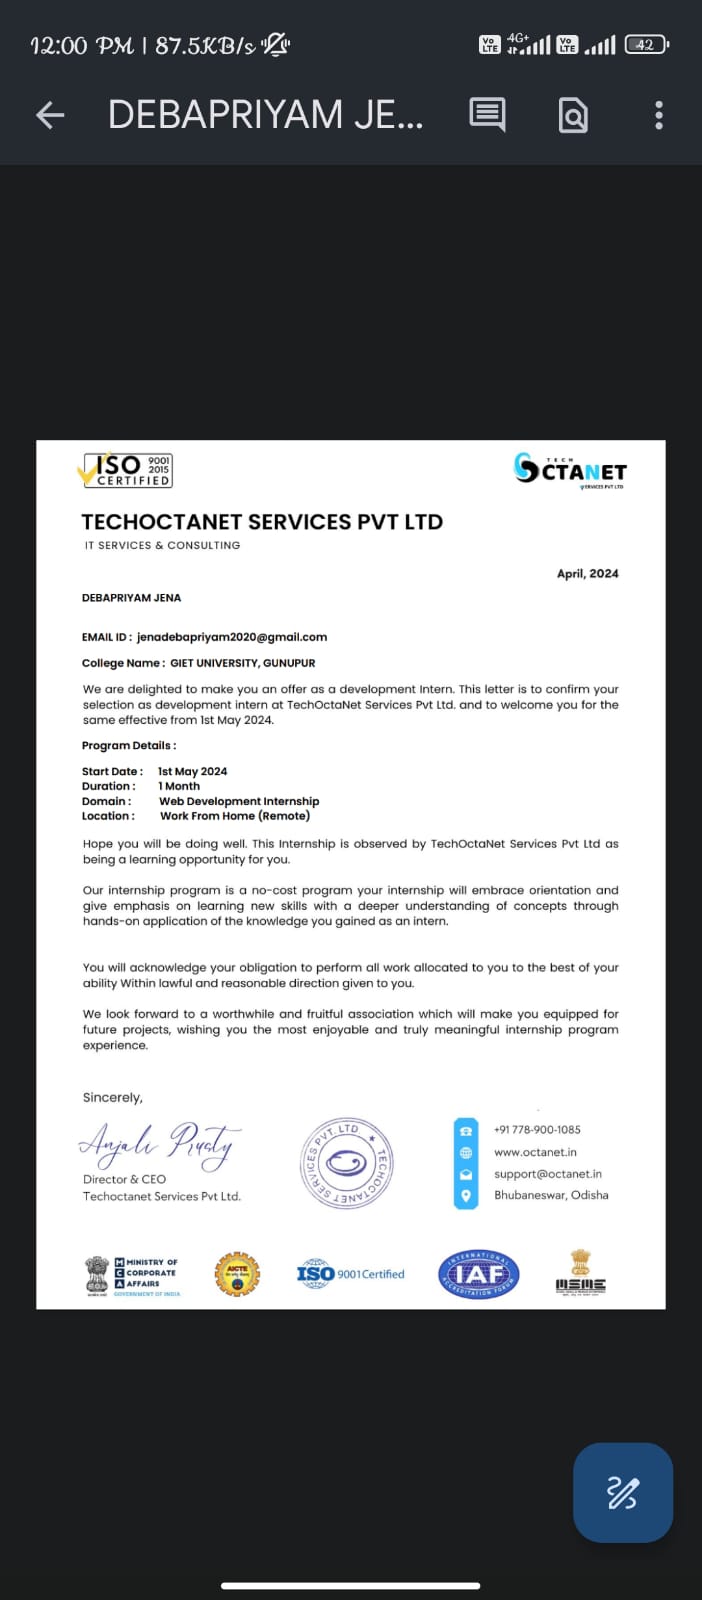 12:00 PM | 87.5KB/s
Vo LTE 4G+ Vo LTE 42
DEBAPRIYAM JE...
ISO 9001 2015
CERTIFIED
TECH
OCTANET
SERVICES PVT LTD
TECHOCTANET SERVICES PVT LTD
IT SERVICES & CONSULTING
April, 2024
DEBAPRIYAM JENA
EMAIL ID : jenadebapriyam2020@gmail.com
College Name : GIET UNIVERSITY, GUNUPUR
We are delighted to make you an offer as a development Intern. This letter is to confirm your
selection as development intern at TechOctaNet Services Pvt Ltd. and to welcome you for the
same effective from 1st May 2024.
Program Details :
Start Date : 1st May 2024
Duration : 1 Month
Domain : Web Development Internship
Location : Work From Home (Remote)
Hope you will be doing well. This Internship is observed by TechOctaNet Services Pvt Ltd as
being a learning opportunity for you.
Our internship program is a no-cost program your internship will embrace orientation and
give emphasis on learning new skills with a deeper understanding of concepts through
hands-on application of the knowledge you gained as an intern.
You will acknowledge your obligation to perform all work allocated to you to the best of your
ability Within lawful and reasonable direction given to you.
We look forward to a worthwhile and fruitful association which will make you equipped for
future projects, wishing you the most enjoyable and truly meaningful internship program
experience.
Sincerely,
Anjali Prusty
Director & CEO
Techoctanet Services Pvt Ltd.
TECHOCTANET SERVICES PVT. LTD
+91 778-900-1085
www.octanet.in
support@octanet.in
Bhubaneswar, Odisha
MINISTRY OF
CORPORATE
AFFAIRS
GOVERNMENT OF INDIA
AICTE
ISO 9001 Certified
INTERNATIONAL
IAF
ACCREDITATION FORUM
MSME